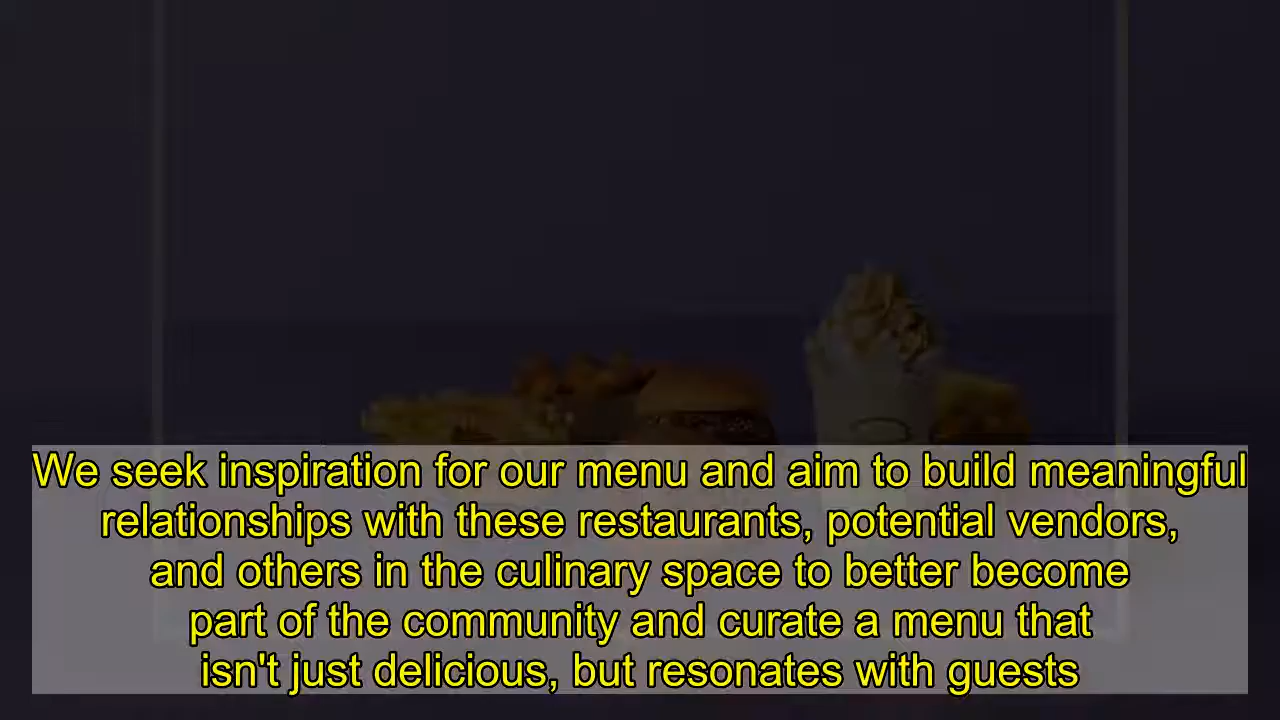 We seek inspiration for our menu and aim to build meaningful
relationships with these restaurants, potential vendors,
and others in the culinary space to better become
part of the community and curate a menu that
isn't just delicious, but resonates with guests